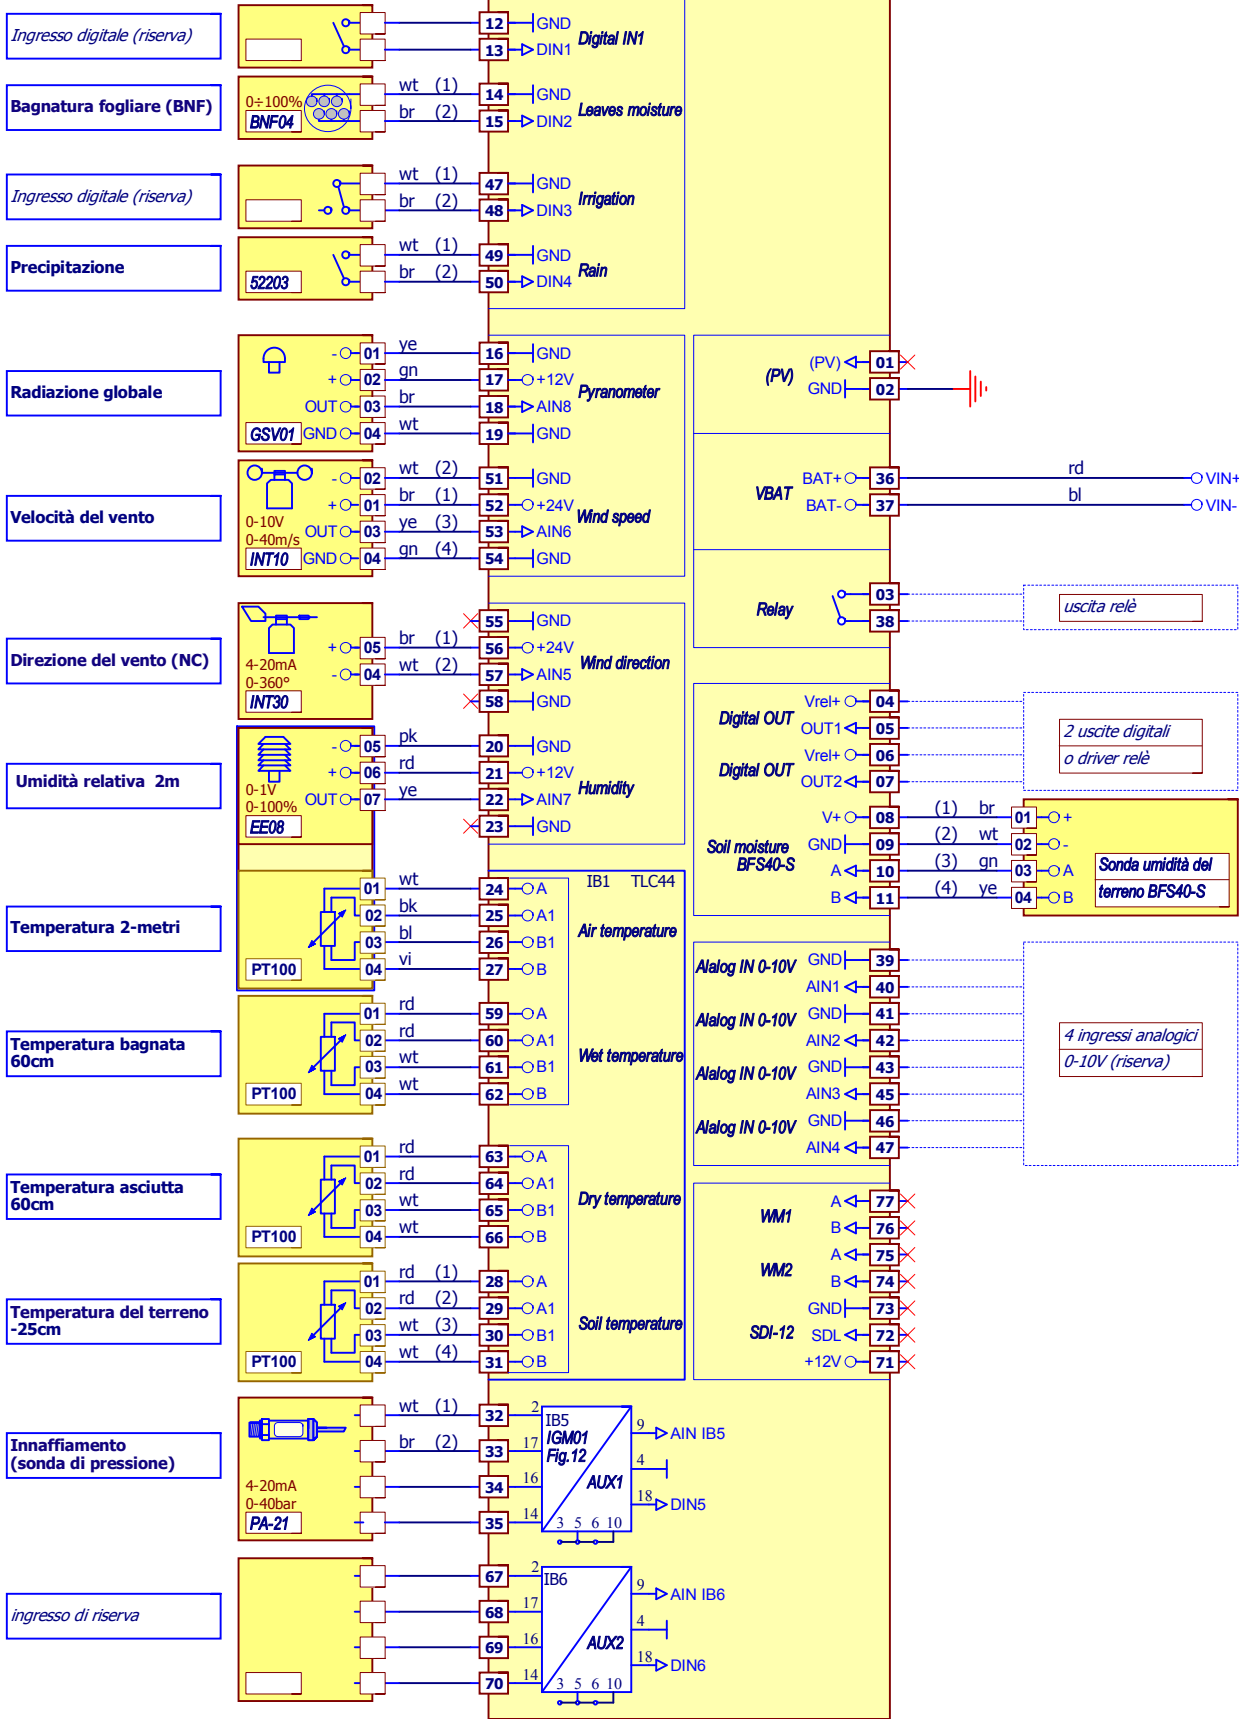 Ingresso digitale (riserva)
12 GND
13 DIN1
Digital IN1
Bagnatura fogliare (BNF)
0÷100%
BNF04
wt (1) 14 GND
br (2) 15 DIN2
Leaves moisture
Ingresso digitale (riserva)
wt (1) 47 GND
br (2) 48 DIN3
Irrigation
Precipitazione
52203
wt (1) 49 GND
br (2) 50 DIN4
Rain
Radiazione globale
GSV01
- 01 ye 16 GND
+ 02 gn 17 +12V
OUT 03 br 18 AIN8
GND 04 wt 19 GND
Pyranometer
Velocità del vento
0-10V
0-40m/s
INT10
- 02 wt (2) 51 GND
+ 01 br (1) 52 +24V
OUT 03 ye (3) 53 AIN6
GND 04 gn (4) 54 GND
Wind speed
Direzione del vento (NC)
4-20mA
0-360°
INT30
55 GND
+ 05 br (1) 56 +24V
- 04 wt (2) 57 AIN5
58 GND
Wind direction
Umidità relativa 2m
0-1V
0-100%
EE08
- 05 pk 20 GND
+ 06 rd 21 +12V
OUT 07 ye 22 AIN7
23 GND
Humidity
Temperatura 2-metri
PT100
IB1 TLC44
01 wt 24 A
02 bk 25 A1
03 bl 26 B1
04 vi 27 B
Air temperature
Temperatura bagnata
60cm
PT100
01 rd 59 A
02 rd 60 A1
03 wt 61 B1
04 wt 62 B
Wet temperature
Temperatura asciutta
60cm
PT100
01 rd 63 A
02 rd 64 A1
03 wt 65 B1
04 wt 66 B
Dry temperature
Temperatura del terreno
-25cm
PT100
01 rd (1) 28 A
02 rd (2) 29 A1
03 wt (3) 30 B1
04 wt (4) 31 B
Soil temperature
Innaffiamento
(sonda di pressione)
4-20mA
0-40bar
PA-21
wt (1) 32 2
br (2) 33 17
34 16
35 14
IB5
IGM01
Fig.12
AUX1
3 5 6 10
9 AIN IB5
4
18 DIN5
ingresso di riserva
67 2
68 17
69 16
70 14
IB6
AUX2
3 5 6 10
9 AIN IB6
4
18 DIN6
(PV)
(PV) 01
GND 02
VBAT
BAT+ 36 rd VIN+
BAT- 37 bl VIN-
Relay
03
38
uscita relè
Digital OUT
Vrel+ 04
OUT1 05
Digital OUT
Vrel+ 06
OUT2 07
2 uscite digitali
o driver relè
Soil moisture
BFS40-S
V+ 08 (1) br 01 +
GND 09 (2) wt 02 -
A 10 (3) gn 03 A
B 11 (4) ye 04 B
Sonda umidità del
terreno BFS40-S
Alalog IN 0-10V
GND 39
AIN1 40
Alalog IN 0-10V
GND 41
AIN2 42
Alalog IN 0-10V
GND 43
AIN3 45
Alalog IN 0-10V
GND 46
AIN4 47
4 ingressi analogici
0-10V (riserva)
WM1
A 77
B 76
WM2
A 75
B 74
SDI-12
GND 73
SDL 72
+12V 71